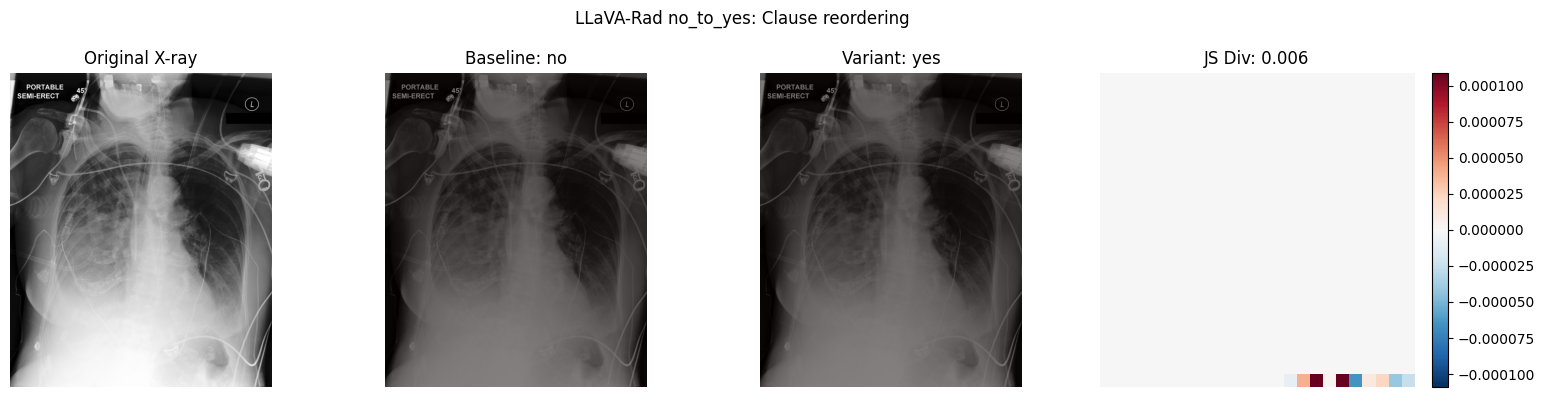 LLaVA-Rad no_to_yes: Clause reordering
Original X-ray
Baseline: no
Variant: yes
JS Div: 0.006
PORTABLE
45°
SEMI-ERECT
L
PORTABLE
45°
SEMI-ERECT
L
PORTABLE
45°
SEMI-ERECT
L
0.000100
0.000075
0.000050
0.000025
0.000000
−0.000025
−0.000050
−0.000075
−0.000100